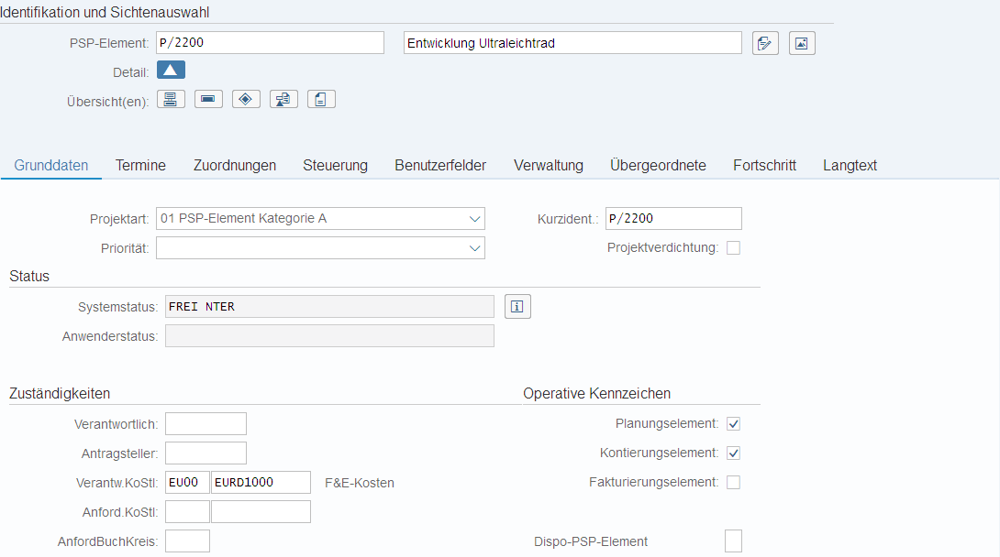 Identifikation und Sichtenauswahl
PSP-Element: P/2200 Entwicklung Ultraleichtrad
Detail:
Übersicht(en):
Grunddaten Termine Zuordnungen Steuerung Benutzerfelder Verwaltung Übergeordnete Fortschritt Langtext
Projektart: 01 PSP-Element Kategorie A Kurzident.: P/2200
Priorität: Projektverdichtung:
Status
Systemstatus: FREI NTER
Anwenderstatus:
Zuständigkeiten Operative Kennzeichen
Verantwortlich: Planungselement:
Antragsteller: Kontierungselement:
Verantw.KoStl: EU00 EURD1000 F&E-Kosten Fakturierungselement:
Anford.KoStl:
AnfordBuchKreis: Dispo-PSP-Element